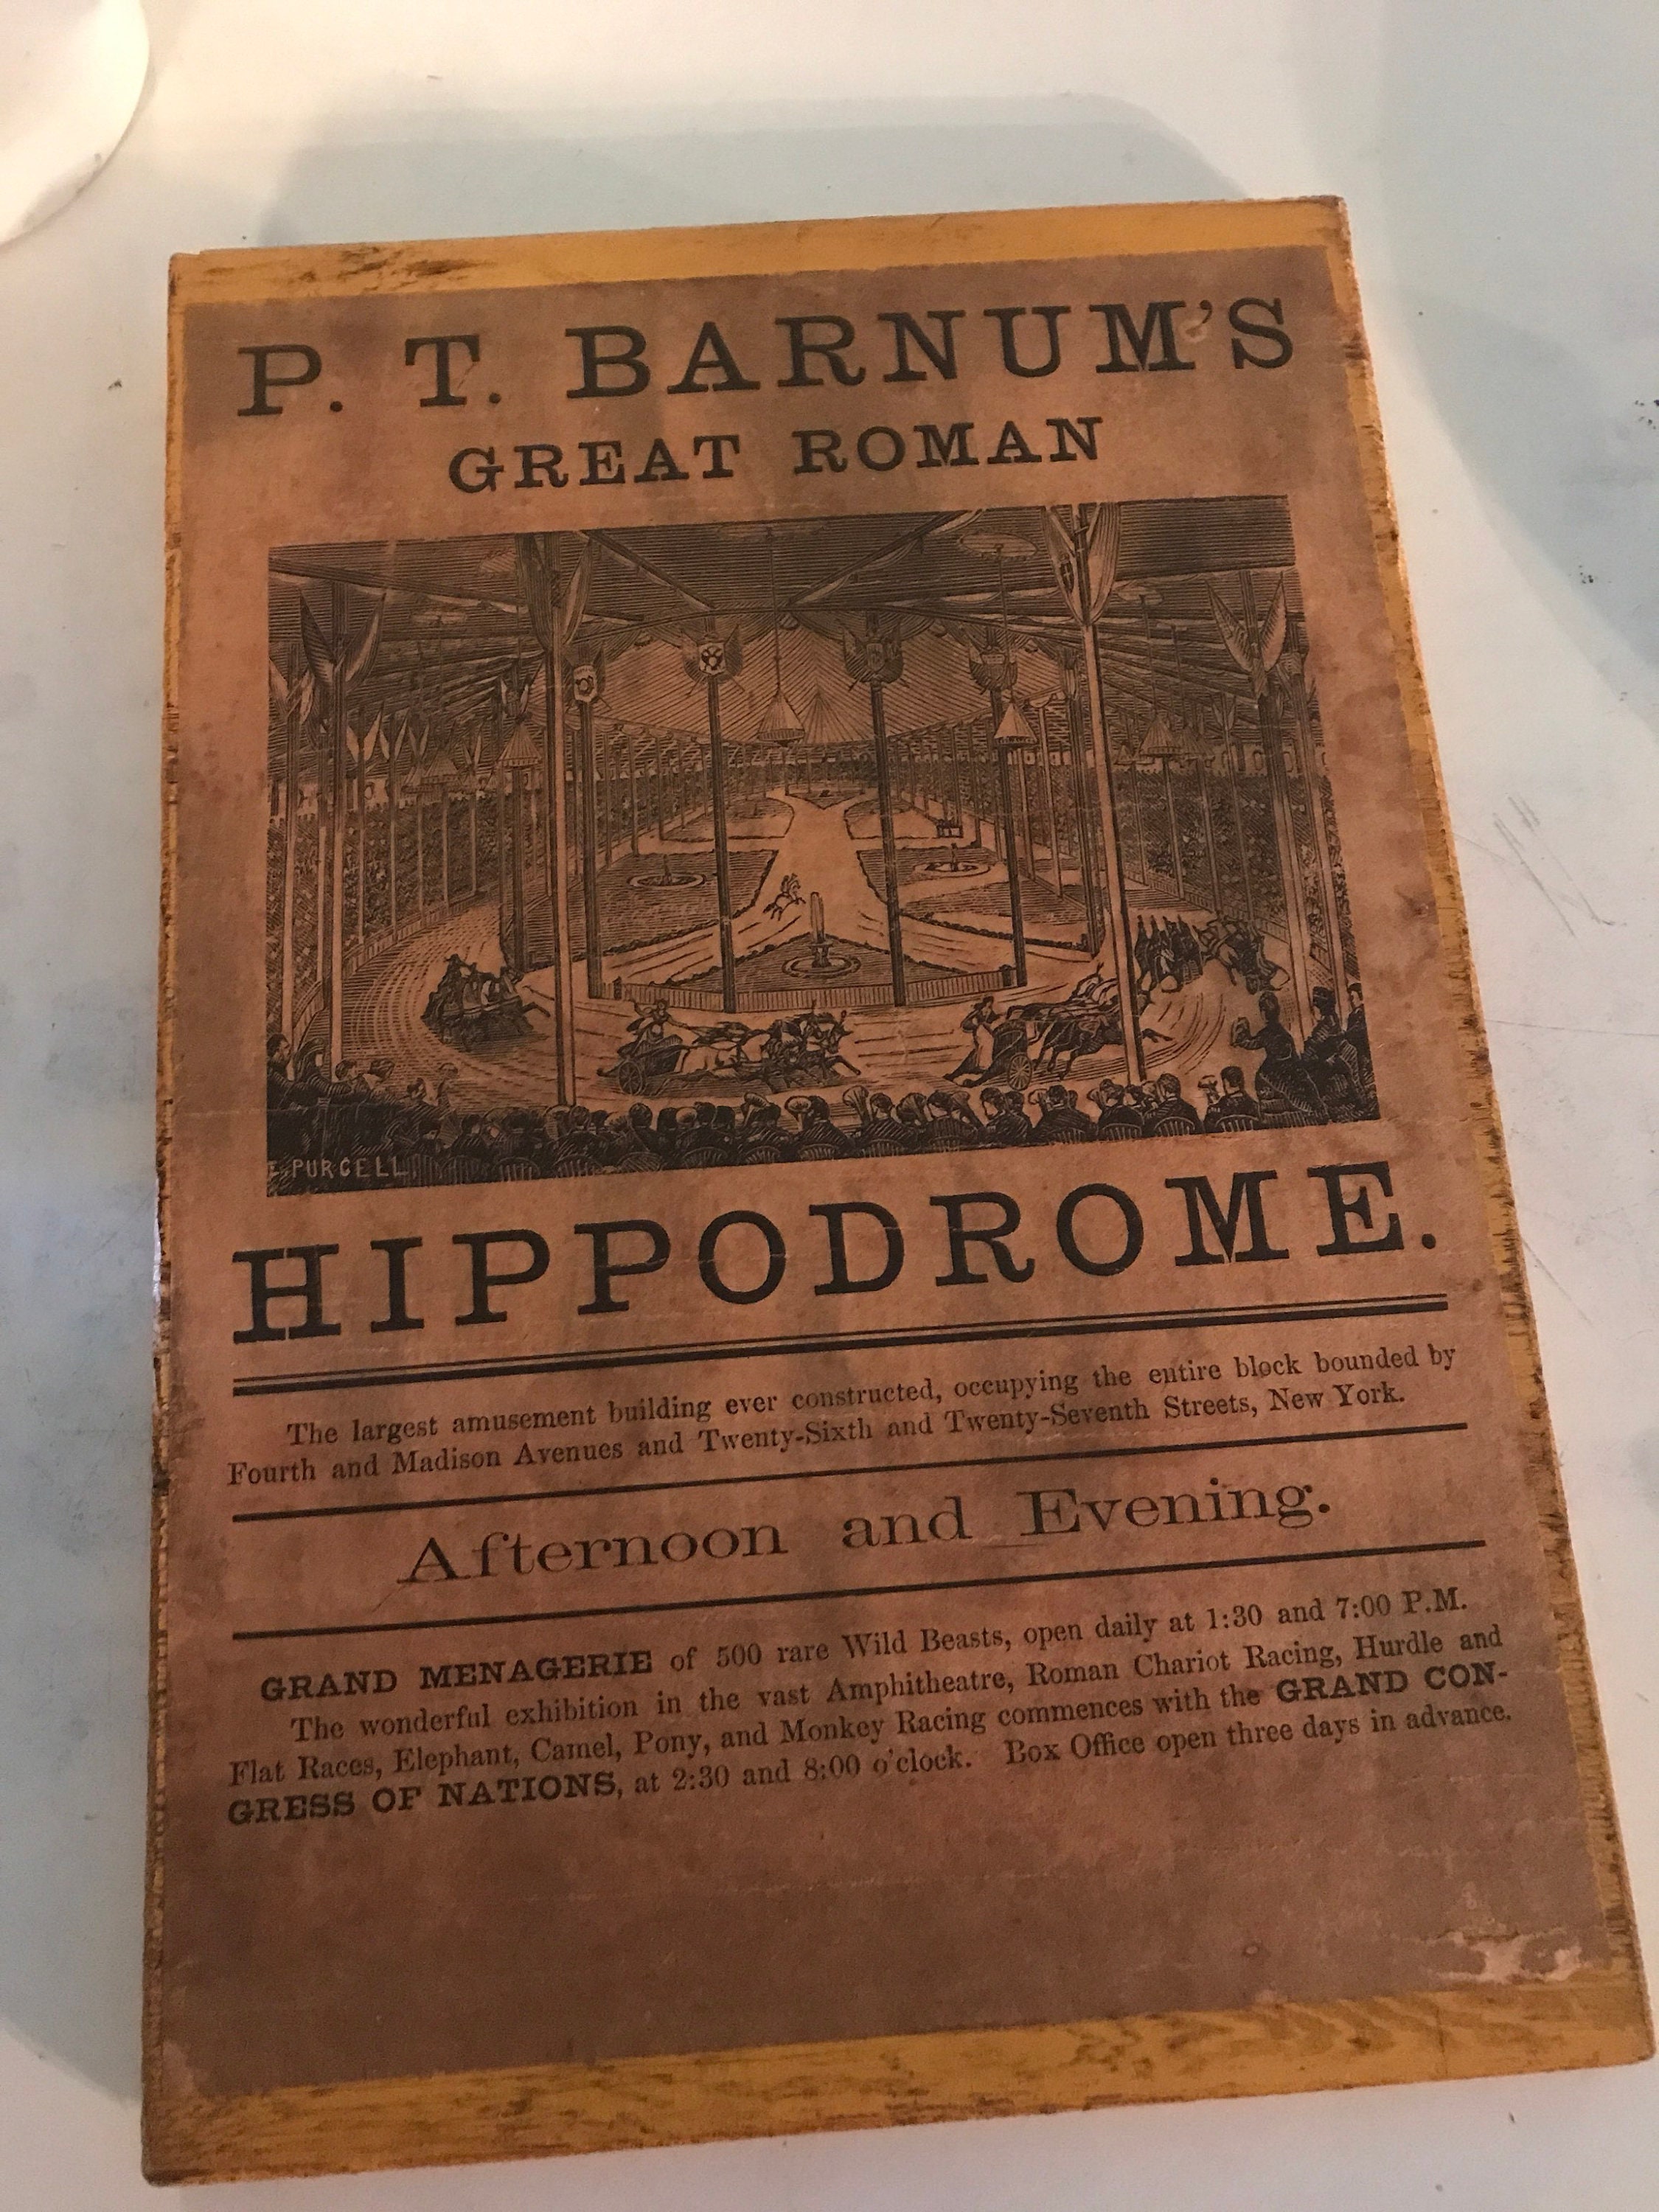 P. T. BARNUM'S
GREAT ROMAN
PURCELL
HIPPODROME.
The largest amusement building ever constructed, occupying the entire block bounded by
Fourth and Madison Avenues and Twenty-Sixth and Twenty-Seventh Streets, New York.
Afternoon and Evening.
GRAND MENAGERIE of 500 rare Wild Beasts, open daily at 1:30 and 7:00 P.M.
The wonderful exhibition in the vast Amphitheatre, Roman Chariot Racing, Hurdle and
Flat Races, Elephant, Camel, Pony, and Monkey Racing commences with the GRAND CON-
GRESS OF NATIONS, at 2:30 and 8:00 o'clock. Box Office open three days in advance.